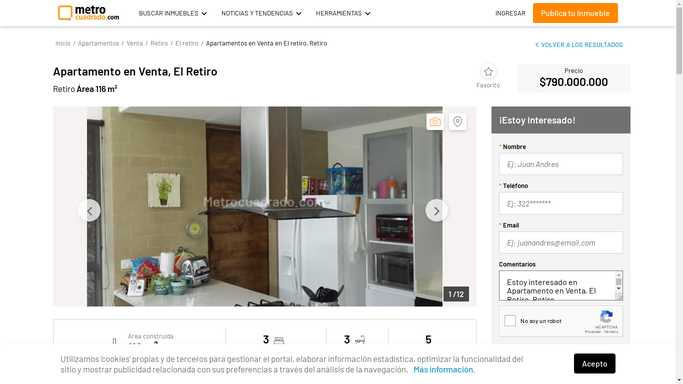 metro
cuadrado.com
BUSCAR INMUEBLES
NOTICIAS Y TENDENCIAS
HERRAMIENTAS
INGRESAR
Publica tu Inmueble
Inicio / Apartamentos / Venta / Retiro / El retiro / Apartamentos en Venta en El retiro, Retiro
VOLVER A LOS RESULTADOS
Apartamento en Venta, El Retiro
Retiro Área 116 m²
Favorito
Precio
$790.000.000
Metrocuadrado.com
1 /12
¡Estoy Interesado!
* Nombre
Ej: Juan Andres
* Teléfono
Ej: 322*******
* Email
Ej: juanandres@email.com
Comentarios
Estoy interesado en
Apartamento en Venta, El
Retiro, Retiro
No soy un robot
reCAPTCHA
Privacidad - Términos
Área construida
3
3
5
Utilizamos 'cookies' propias y de terceros para gestionar el portal, elaborar información estadística, optimizar la funcionalidad del
sitio y mostrar publicidad relacionada con sus preferencias a través del análisis de la navegación. Más información.
Acepto